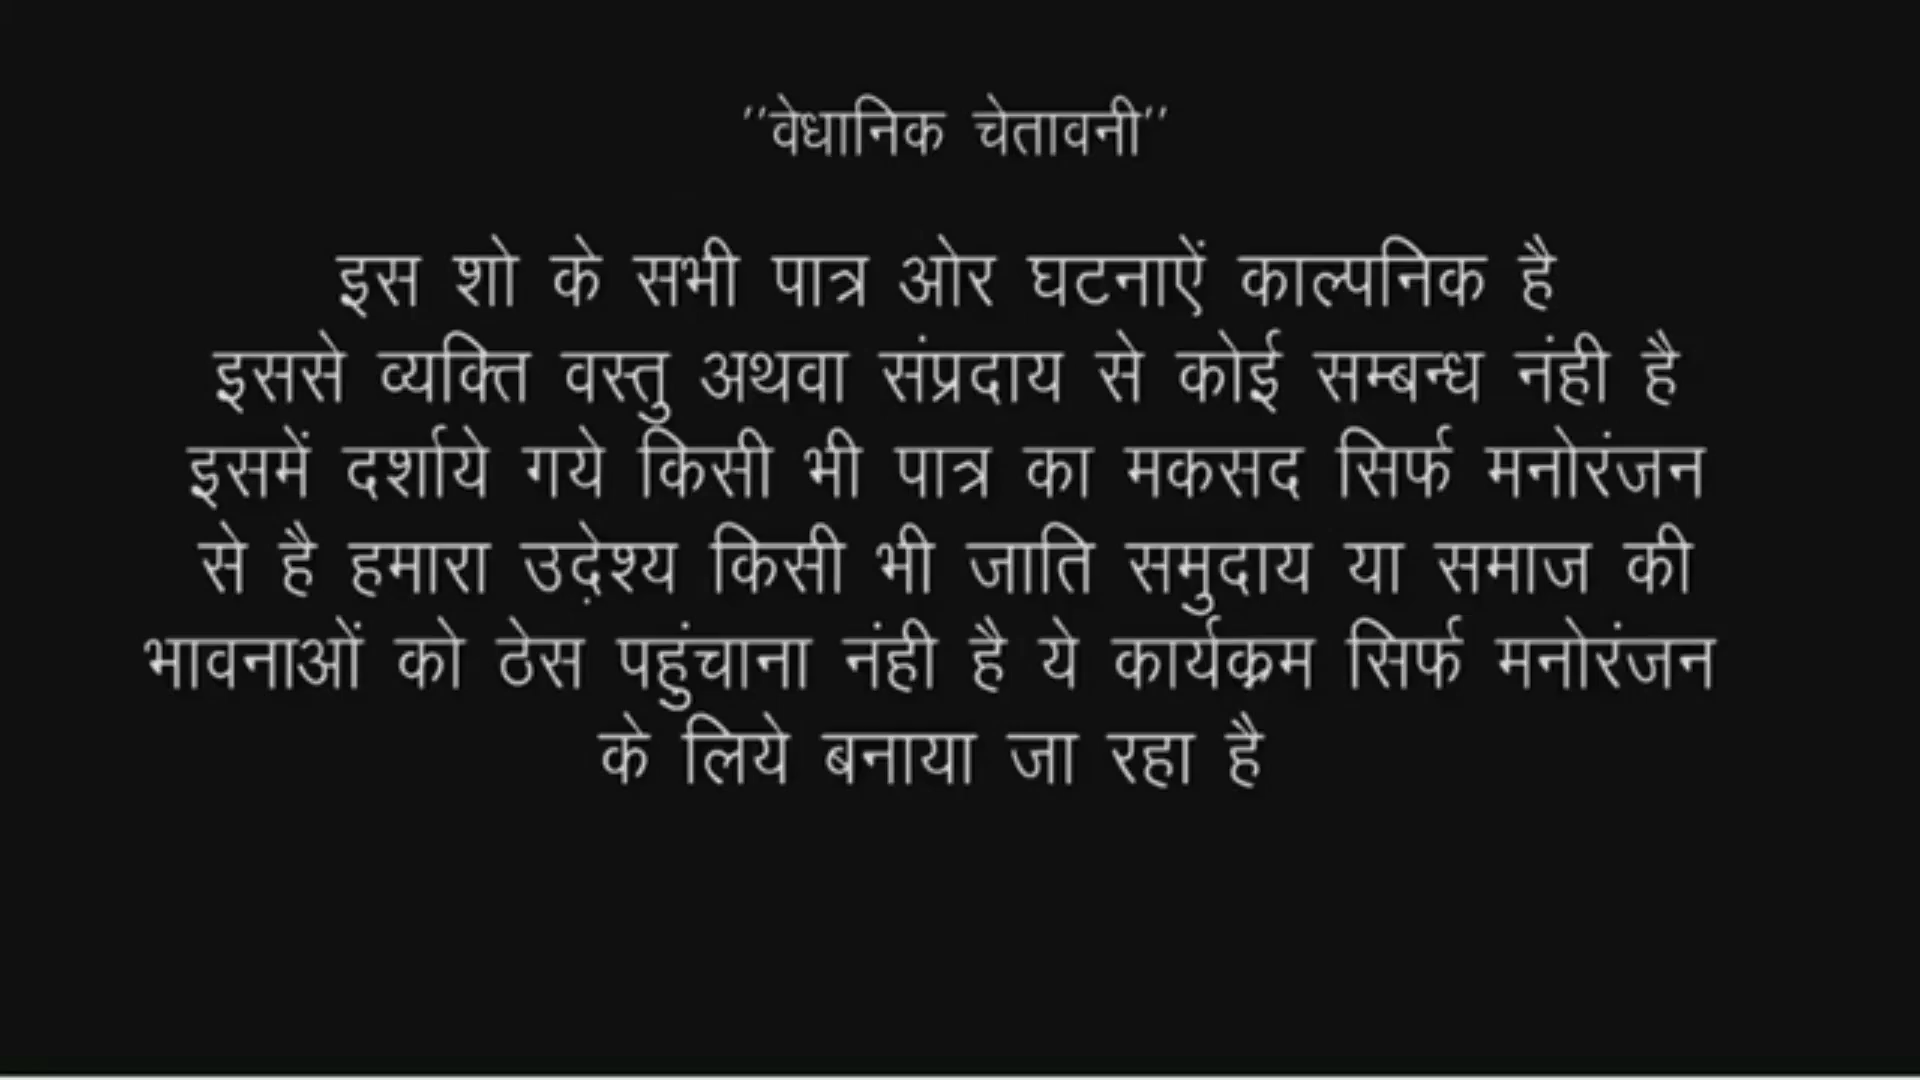 "वेधानिक चेतावनी"
इस शो के सभी पात्र ओर घटनाऐं काल्पनिक है
इससे व्यक्ति वस्तु अथवा संप्रदाय से कोई सम्बन्ध नंही है
इसमें दर्शाये गये किसी भी पात्र का मकसद सिर्फ मनोरंजन
से है हमारा उद़ेश्य किसी भी जाति समुदाय या समाज की
भावनाओं को ठेस पहुंचाना नंही है ये कार्यक्रम सिर्फ मनोरंजन
के लिये बनाया जा रहा है